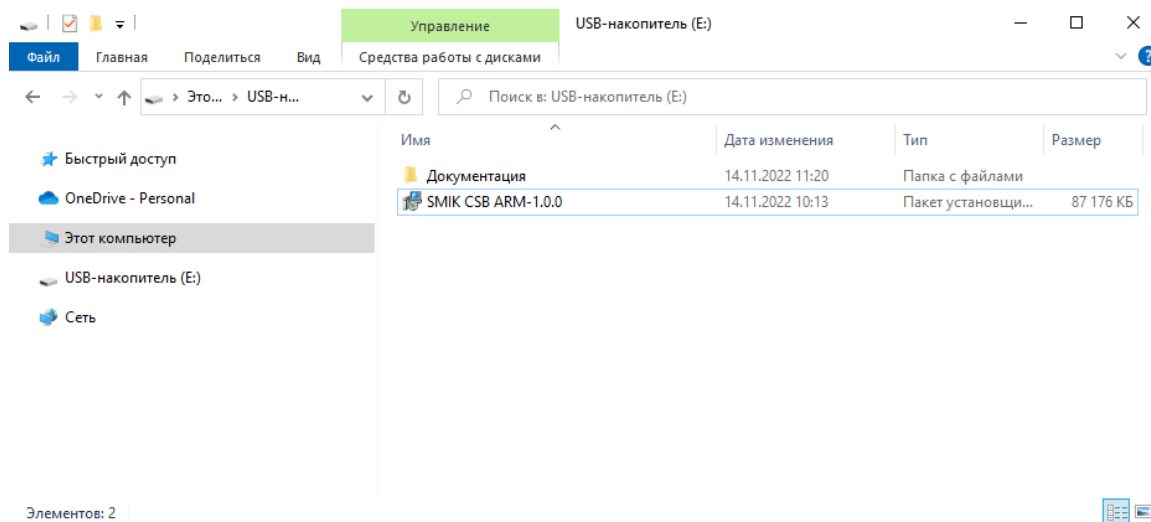 Управление
USB-накопитель (E:)
Файл Главная Поделиться Вид Средства работы с дисками
Это... USB-н... Поиск в: USB-накопитель (E:)
Имя Дата изменения Тип Размер
Быстрый доступ
OneDrive - Personal
Этот компьютер
USB-накопитель (E:)
Сеть
Документация 14.11.2022 11:20 Папка с файлами
SMIK CSB ARM-1.0.0 14.11.2022 10:13 Пакет установщи... 87 176 КБ
Элементов: 2